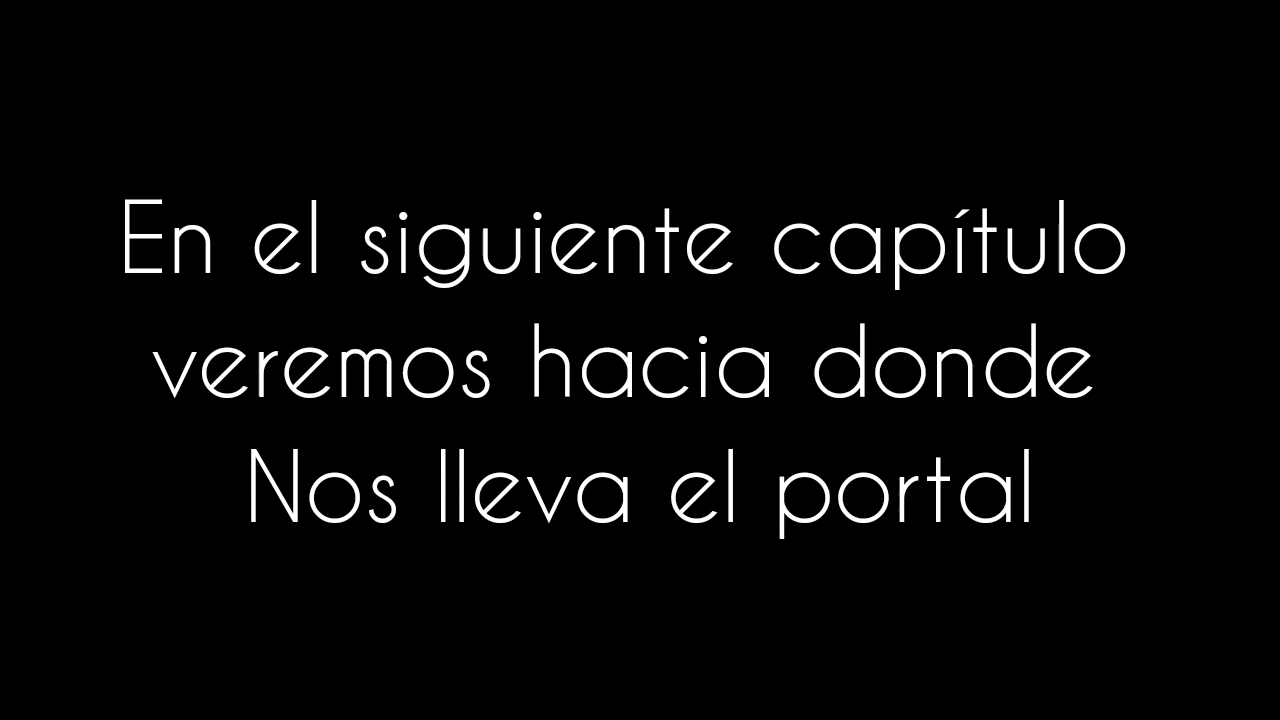 En el siguiente capítulo
veremos hacia donde
Nos lleva el portal